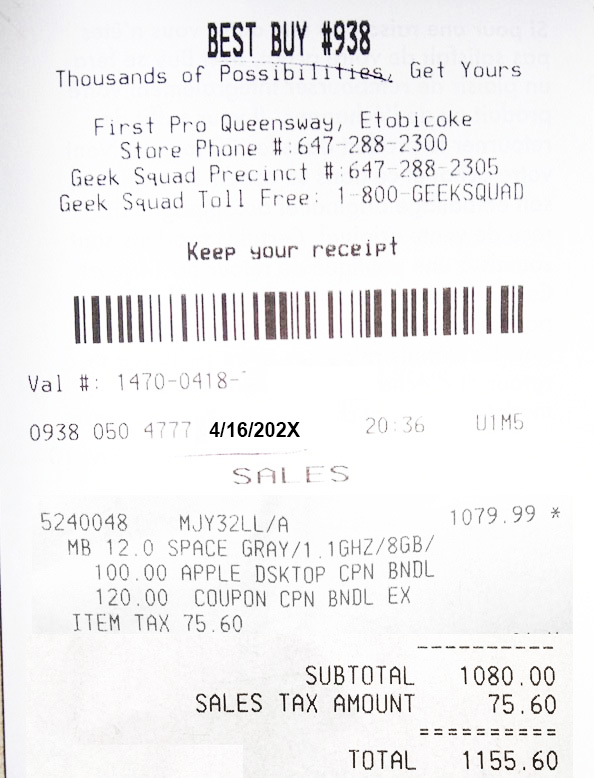 BEST BUY #938
Thousands of Possibilities, Get Yours
First Pro Queensway, Etobicoke
Store Phone #:647-288-2300
Geek Squad Precinct #:647-288-2305
Geek Squad Toll Free: 1-800-GEEKSQUAD
Keep your receipt
Val #: 1470-0418-
0938 050 4777 4/16/202X 20:36 U1M5
SALES
5240048 MJY32LL/A 1079.99 *
MB 12.0 SPACE GRAY/1.1GHZ/8GB/
100.00 APPLE DSKTOP CPN BNDL
120.00 COUPON CPN BNDL EX
ITEM TAX 75.60
----------
SUBTOTAL 1080.00
SALES TAX AMOUNT 75.60
==========
TOTAL 1155.60